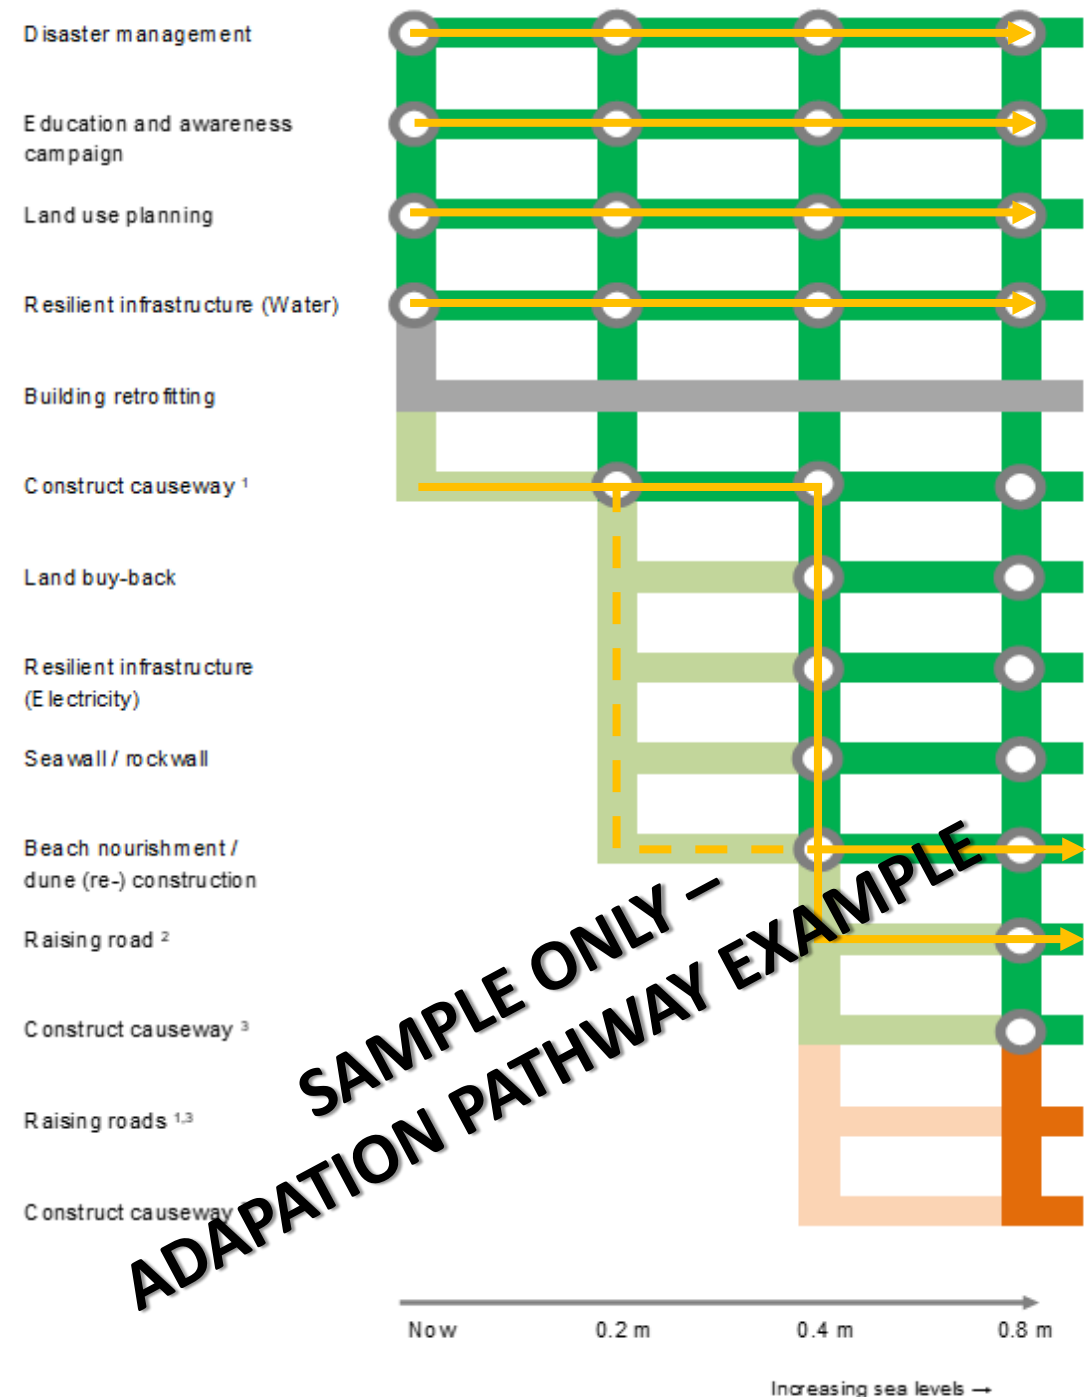 Disaster management
Education and awareness
campaign
Land use planning
Resilient infrastructure (Water)
Building retrofitting
Construct causeway ¹
Land buy-back
Resilient infrastructure
(Electricity)
Seawall / rockwall
Beach nourishment /
dune (re-) construction
Raising road ²
Construct causeway ³
Raising roads ¹,³
Construct causeway
SAMPLE ONLY –
ADAPATION PATHWAY EXAMPLE
Now 0.2 m 0.4 m 0.8 m
Increasing sea levels →